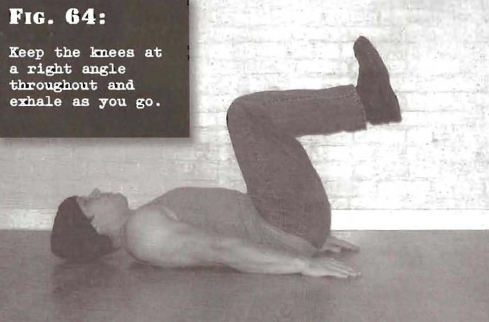 FIG. 64:
Keep the knees at
a right angle
throughout and
exhale as you go.